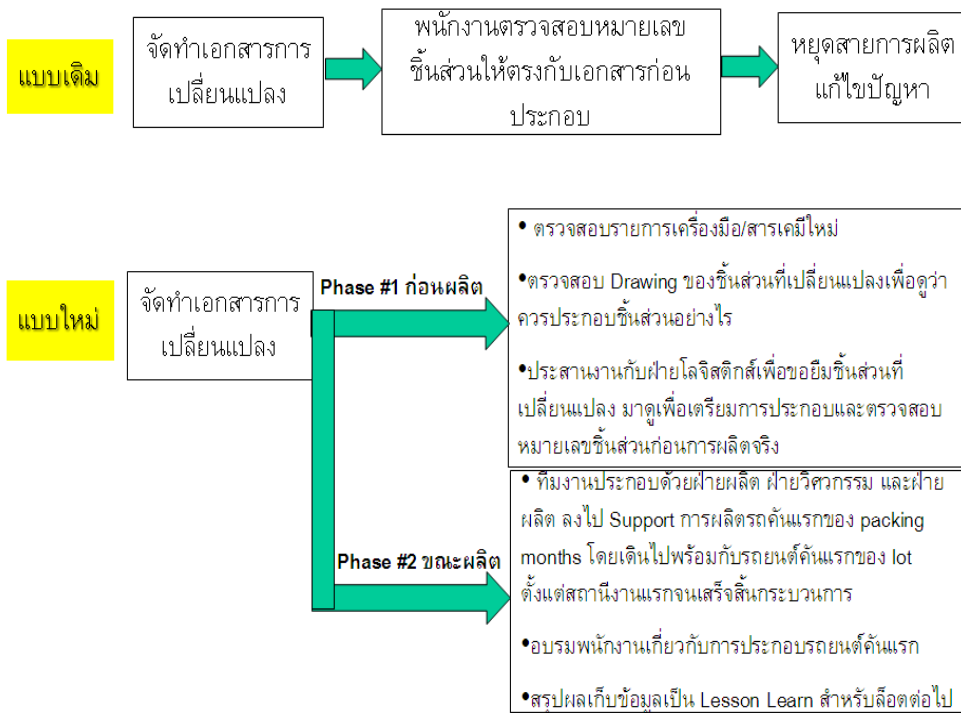 แบบเดิม
จัดทำเอกสารการ
เปลี่ยนแปลง
พนักงานตรวจสอบหมายเลข
ชิ้นส่วนให้ตรงกับเอกสารก่อน
ประกอบ
หยุดสายการผลิต
แก้ไขปัญหา
แบบใหม่
จัดทำเอกสารการ
เปลี่ยนแปลง
Phase #1 ก่อนผลิต
• ตรวจสอบรายการเครื่องมือ/สารเคมีใหม่
•ตรวจสอบ Drawing ของชิ้นส่วนที่เปลี่ยนแปลงเพื่อดูว่า
ควรประกอบชิ้นส่วนอย่างไร
•ประสานงานกับฝ่ายโลจิสติกส์เพื่อขอยืมชิ้นส่วนที่
เปลี่ยนแปลง มาดูเพื่อเตรียมการประกอบและตรวจสอบ
หมายเลขชิ้นส่วนก่อนการผลิตจริง
Phase #2 ขณะผลิต
• ทีมงานประกอบด้วยฝ่ายผลิต ฝ่ายวิศวกรรม และฝ่าย
ผลิต ลงไป Support การผลิตรถคันแรกของ packing
months โดยเดินไปพร้อมกับรถยนต์คันแรกของ lot
ตั้งแต่สถานีงานแรกจนเสร็จสิ้นกระบวนการ
•อบรมพนักงานเกี่ยวกับการประกอบรถยนต์คันแรก
•สรุปผลเก็บข้อมูลเป็น Lesson Learn สำหรับล็อตต่อไป